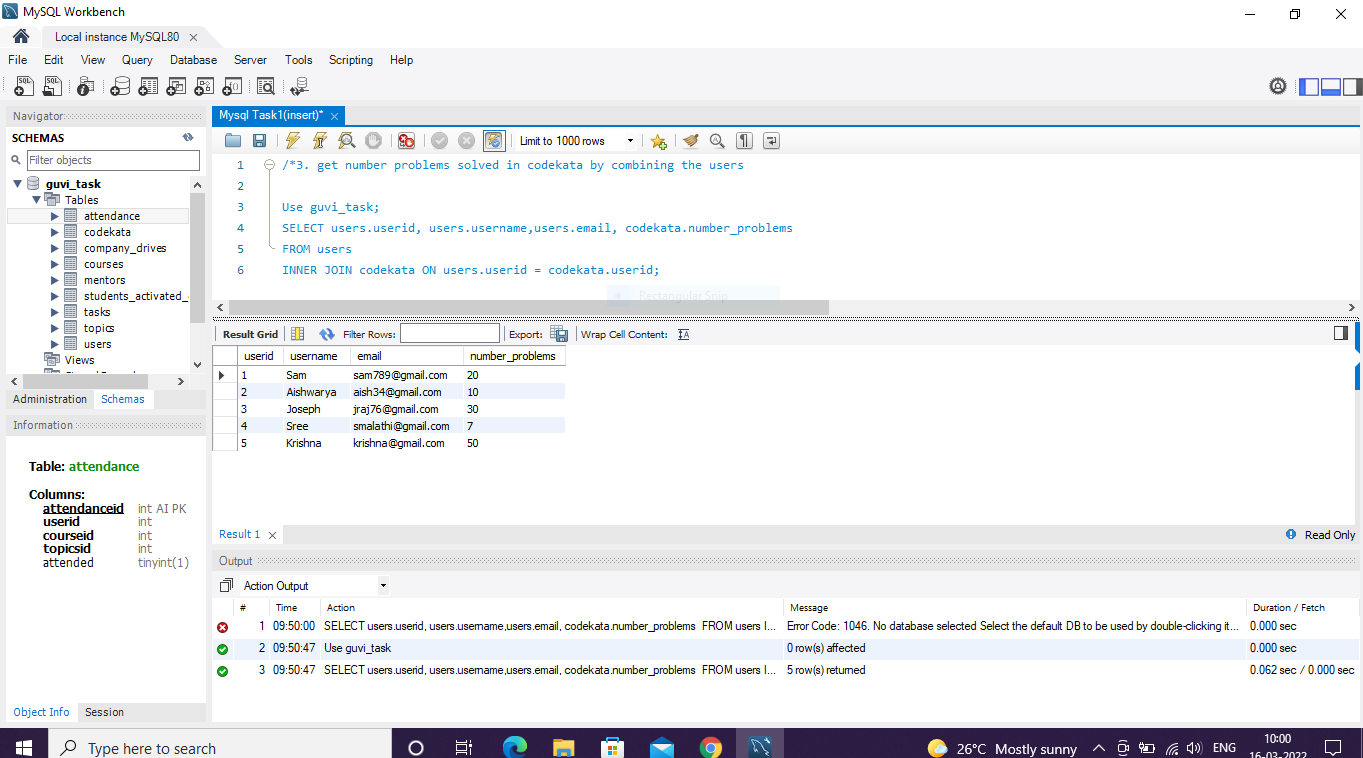 MySQL Workbench
Local instance MySQL80
File Edit View Query Database Server Tools Scripting Help
Navigator
SCHEMAS
Filter objects
guvi_task
Tables
attendance
codekata
company_drives
courses
mentors
students_activated_
tasks
topics
users
Views
Administration Schemas
Information
Table: attendance
Columns:
attendanceid int AI PK
userid int
courseid int
topicsid int
attended tinyint(1)
Object Info Session
Mysql Task1(insert)*
Limit to 1000 rows
1 /*3. get number problems solved in codekata by combining the users
2
3 Use guvi_task;
4 SELECT users.userid, users.username,users.email, codekata.number_problems
5 FROM users
6 INNER JOIN codekata ON users.userid = codekata.userid;
Rectangular Snip
Result Grid Filter Rows: Export: Wrap Cell Content:
userid username email number_problems
1 Sam sam789@gmail.com 20
2 Aishwarya aish34@gmail.com 10
3 Joseph jraj76@gmail.com 30
4 Sree smalathi@gmail.com 7
5 Krishna krishna@gmail.com 50
Result 1 Read Only
Output
Action Output
# Time Action Message Duration / Fetch
1 09:50:00 SELECT users.userid, users.username,users.email, codekata.number_problems FROM users I... Error Code: 1046. No database selected Select the default DB to be used by double-clicking it... 0.000 sec
2 09:50:47 Use guvi_task 0 row(s) affected 0.000 sec
3 09:50:47 SELECT users.userid, users.username,users.email, codekata.number_problems FROM users I... 5 row(s) returned 0.062 sec / 0.000 sec
Type here to search
26°C Mostly sunny ENG 10:00
16-03-2022